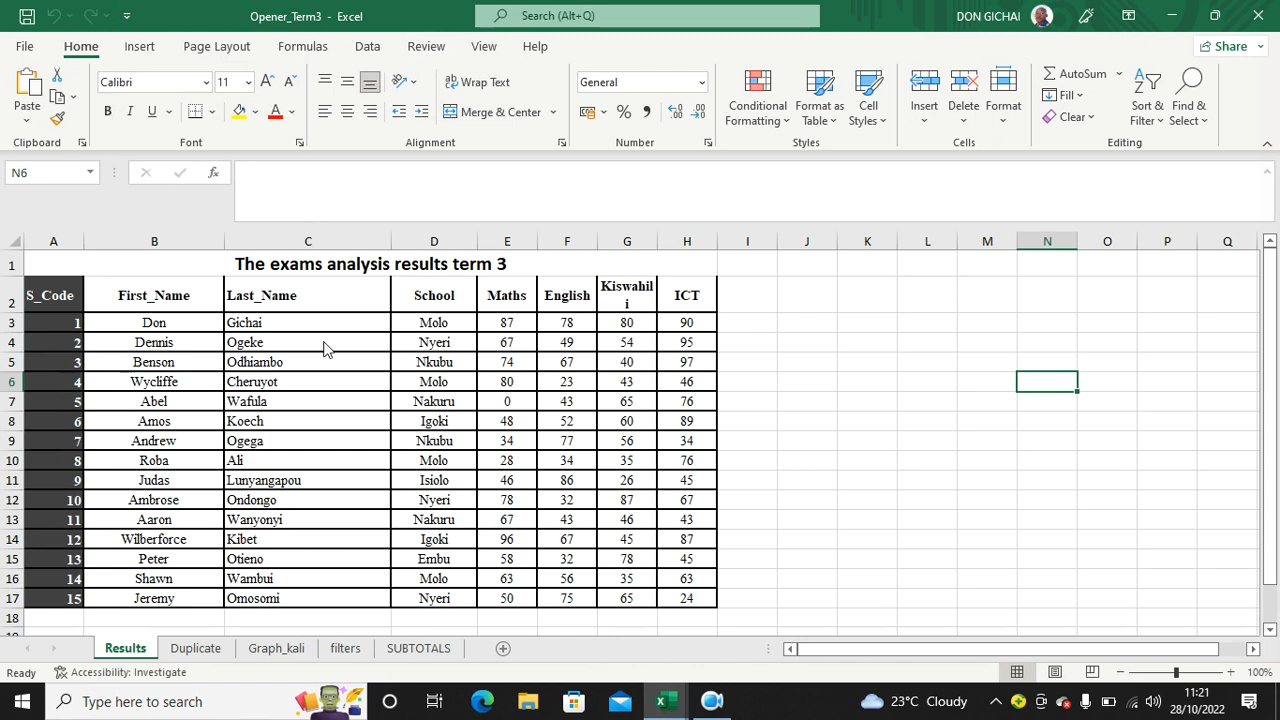 Opener_Term3 - Excel
Search (Alt+Q)
DON GICHAI
File Home Insert Page Layout Formulas Data Review View Help
Share
Paste
Clipboard
Calibri 11
B I U
Font
Wrap Text
Merge & Center
Alignment
General
Number
Conditional Formatting
Format as Table
Cell Styles
Styles
Insert Delete Format
Cells
AutoSum
Fill
Clear
Sort & Filter
Find & Select
Editing
N6
fx
A B C D E F G H I J K L M N O P Q
1 The exams analysis results term 3
2 S_Code First_Name Last_Name School Maths English Kiswahili ICT
3 1 Don Gichai Molo 87 78 80 90
4 2 Dennis Ogeke Nyeri 67 49 54 95
5 3 Benson Odhiambo Nkubu 74 67 40 97
6 4 Wycliffe Cheruyot Molo 80 23 43 46
7 5 Abel Wafula Nakuru 0 43 65 76
8 6 Amos Koech Igoki 48 52 60 89
9 7 Andrew Ogega Nkubu 34 77 56 34
10 8 Roba Ali Molo 28 34 35 76
11 9 Judas Lunyangapou Isiolo 46 86 26 45
12 10 Ambrose Ondongo Nyeri 78 32 87 67
13 11 Aaron Wanyonyi Nakuru 67 43 46 43
14 12 Wilberforce Kibet Igoki 96 67 45 87
15 13 Peter Otieno Embu 58 32 78 45
16 14 Shawn Wambui Molo 63 56 35 63
17 15 Jeremy Omosomi Nyeri 50 75 65 24
18
Results Duplicate Graph_kali filters SUBTOTALS
Ready Accessibility: Investigate 100%
Type here to search
23°C Cloudy
11:21
28/10/2022